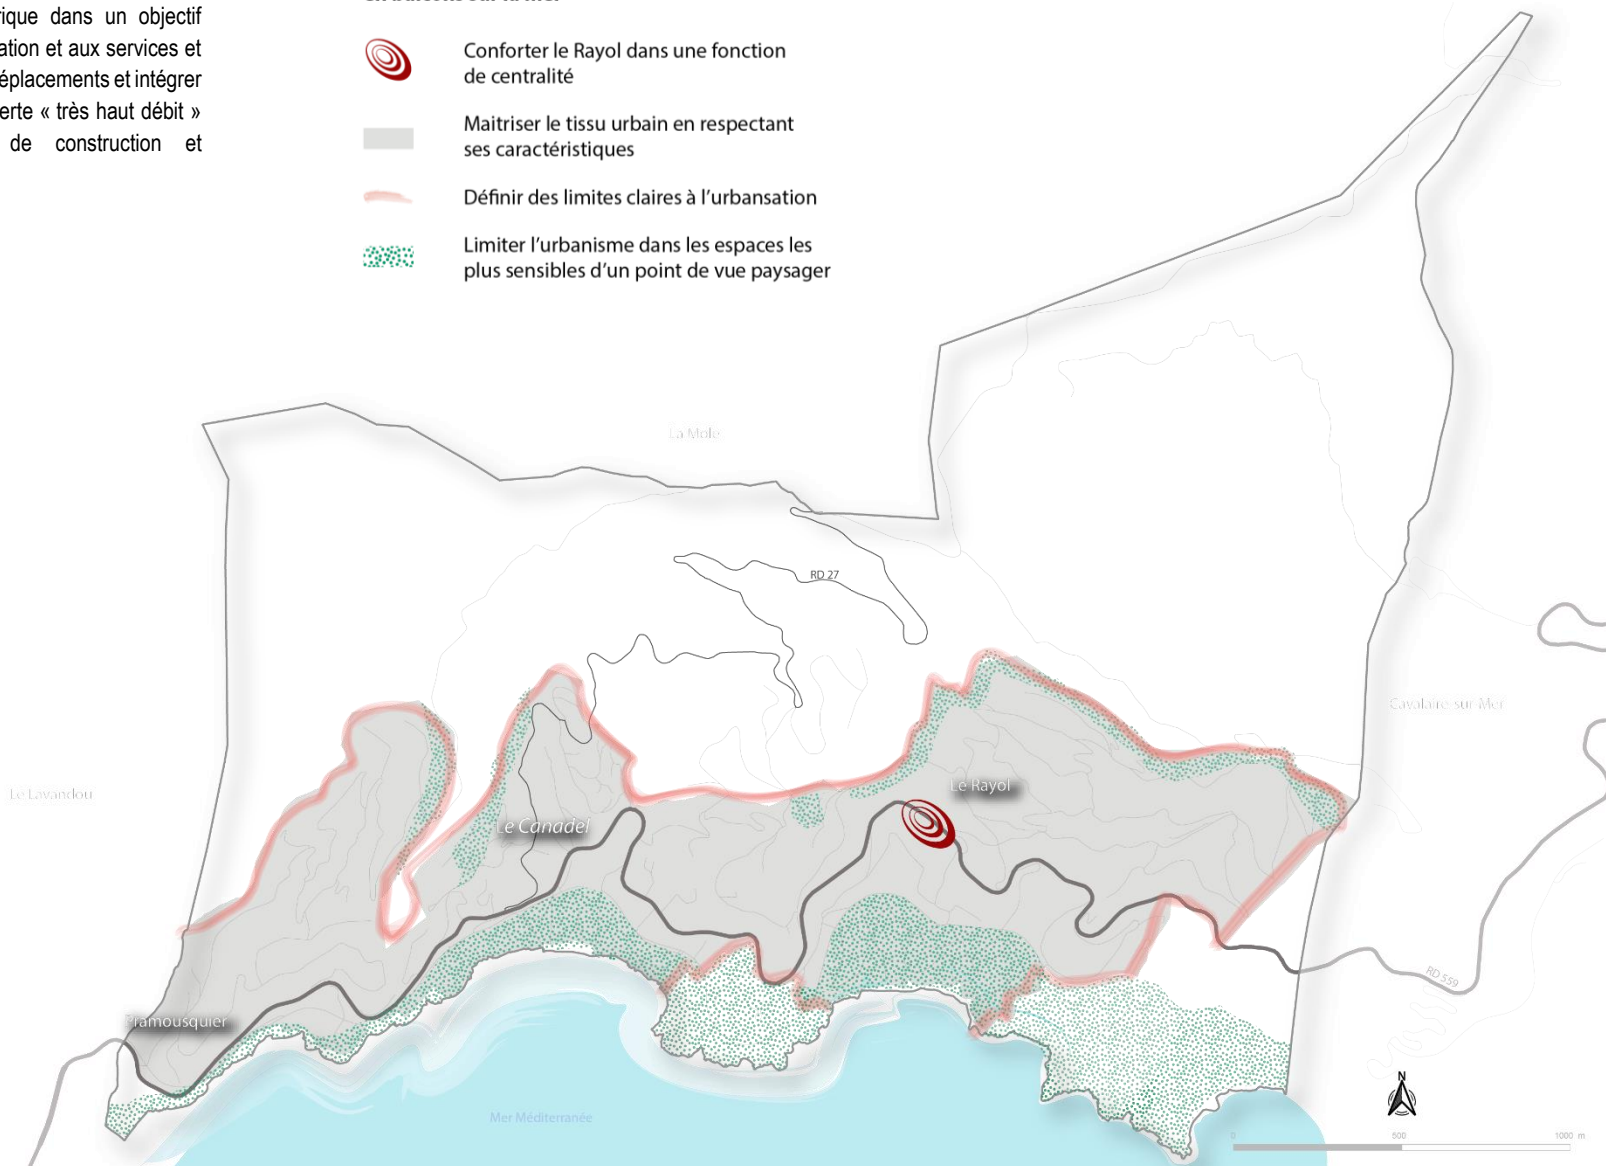 rique dans un objectif
ation et aux services et
éplacements et intégrer
erte « très haut débit »
de construction et
Conforter le Rayol dans une fonction
de centralité
Maitriser le tissu urbain en respectant
ses caractéristiques
Définir des limites claires à l'urbansation
Limiter l'urbanisme dans les espaces les
plus sensibles d'un point de vue paysager
La Mole
RD 27
Cavalaire-sur-Mer
Le Lavandou
Le Rayol
Le Canadel
RD 559
Pramousquier
Mer Méditerranée
N
0 500 1000 m